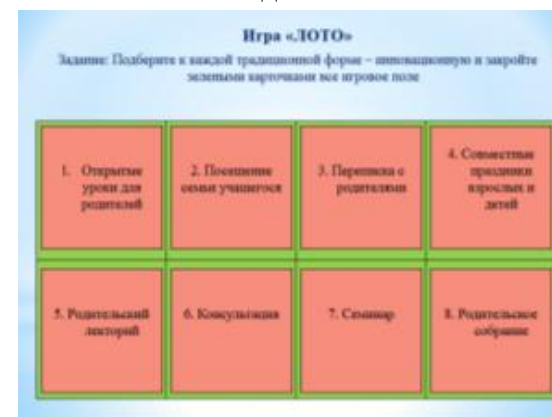 Игра «ЛОТО»
Задание: Подберите к каждой традиционной форме – инновационную и закройте
зелеными карточками все игровое поле
1. Открытые
уроки для
родителей
2. Посещение
семьи учащегося
3. Переписка с
родителями
4. Совместные
праздники
взрослых и
детей
5. Родительский
лекторий
6. Консультация
7. Семинар
8. Родительское
собрание